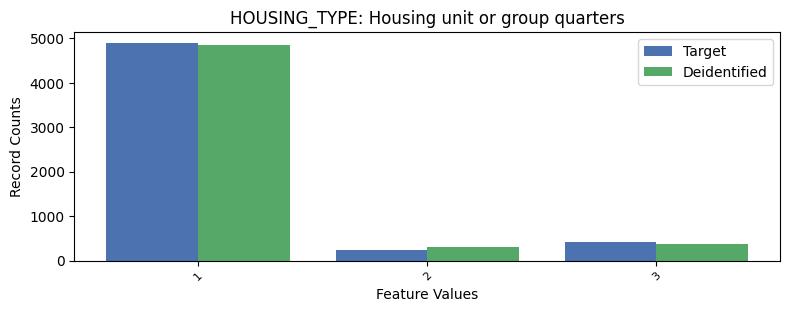 HOUSING_TYPE: Housing unit or group quarters
Target
Deidentified
Record Counts
5000
4000
3000
2000
1000
0
1
2
3
Feature Values